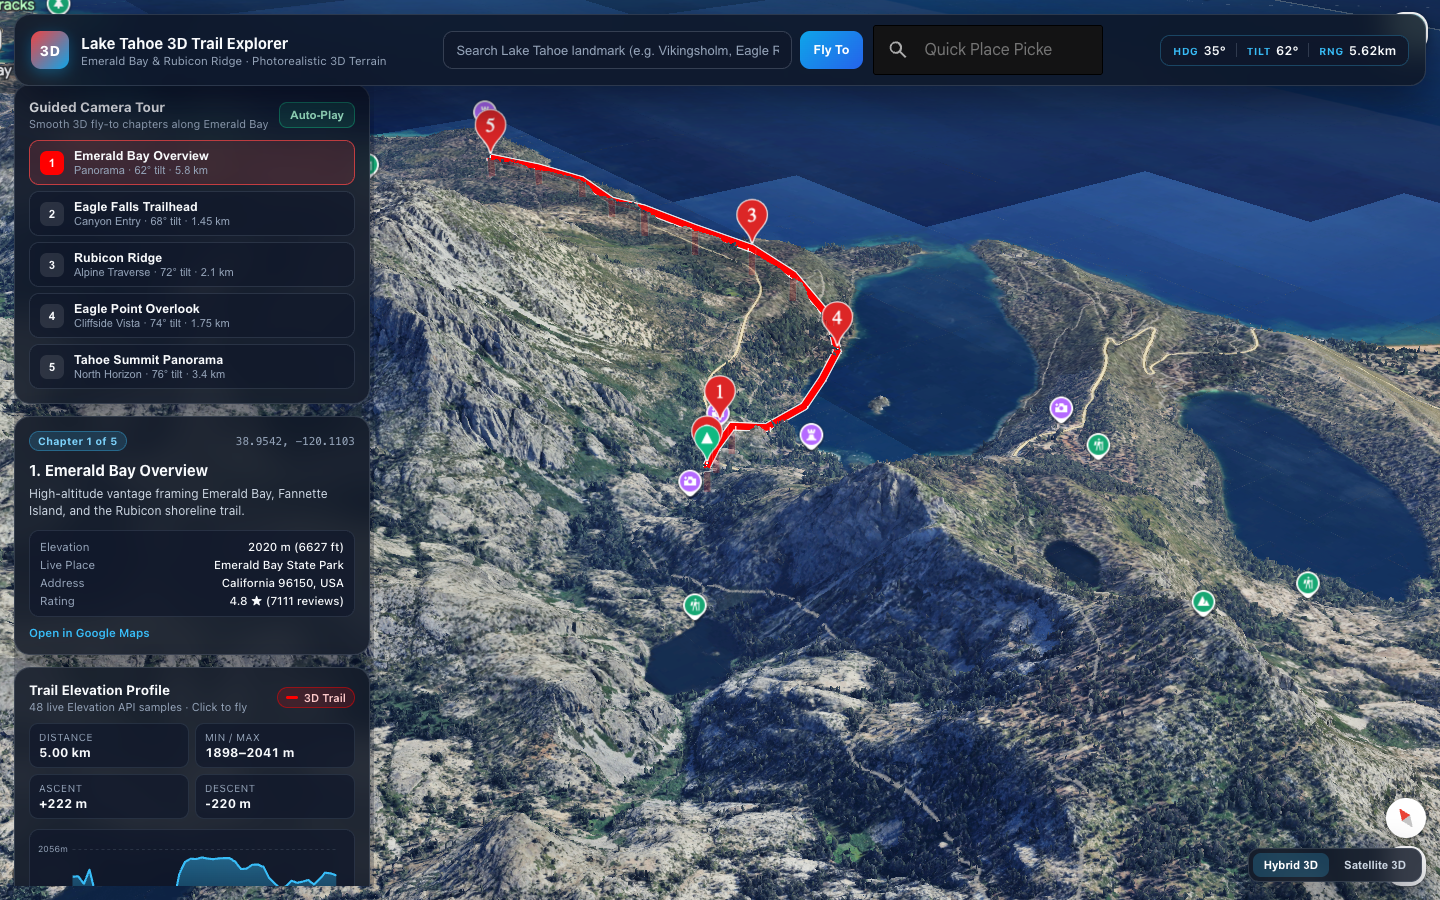 racks
ay
3D
Lake Tahoe 3D Trail Explorer
Emerald Bay & Rubicon Ridge · Photorealistic 3D Terrain
Search Lake Tahoe landmark (e.g. Vikingsholm, Eagle F
Fly To
Quick Place Picke
HDG 35° TILT 62° RNG 5.62km
Guided Camera Tour
Smooth 3D fly-to chapters along Emerald Bay
Auto-Play
1
Emerald Bay Overview
Panorama · 62° tilt · 5.8 km
2
Eagle Falls Trailhead
Canyon Entry · 68° tilt · 1.45 km
3
Rubicon Ridge
Alpine Traverse · 72° tilt · 2.1 km
4
Eagle Point Overlook
Cliffside Vista · 74° tilt · 1.75 km
5
Tahoe Summit Panorama
North Horizon · 76° tilt · 3.4 km
5
3
4
1
Chapter 1 of 5
38.9542, −120.1103
1. Emerald Bay Overview
High-altitude vantage framing Emerald Bay, Fannette
Island, and the Rubicon shoreline trail.
Elevation 2020 m (6627 ft)
Live Place Emerald Bay State Park
Address California 96150, USA
Rating 4.8 ★ (7111 reviews)
Open in Google Maps
Trail Elevation Profile
48 live Elevation API samples · Click to fly
3D Trail
DISTANCE
5.00 km
MIN / MAX
1898–2041 m
ASCENT
+222 m
DESCENT
-220 m
2056m
Hybrid 3D
Satellite 3D